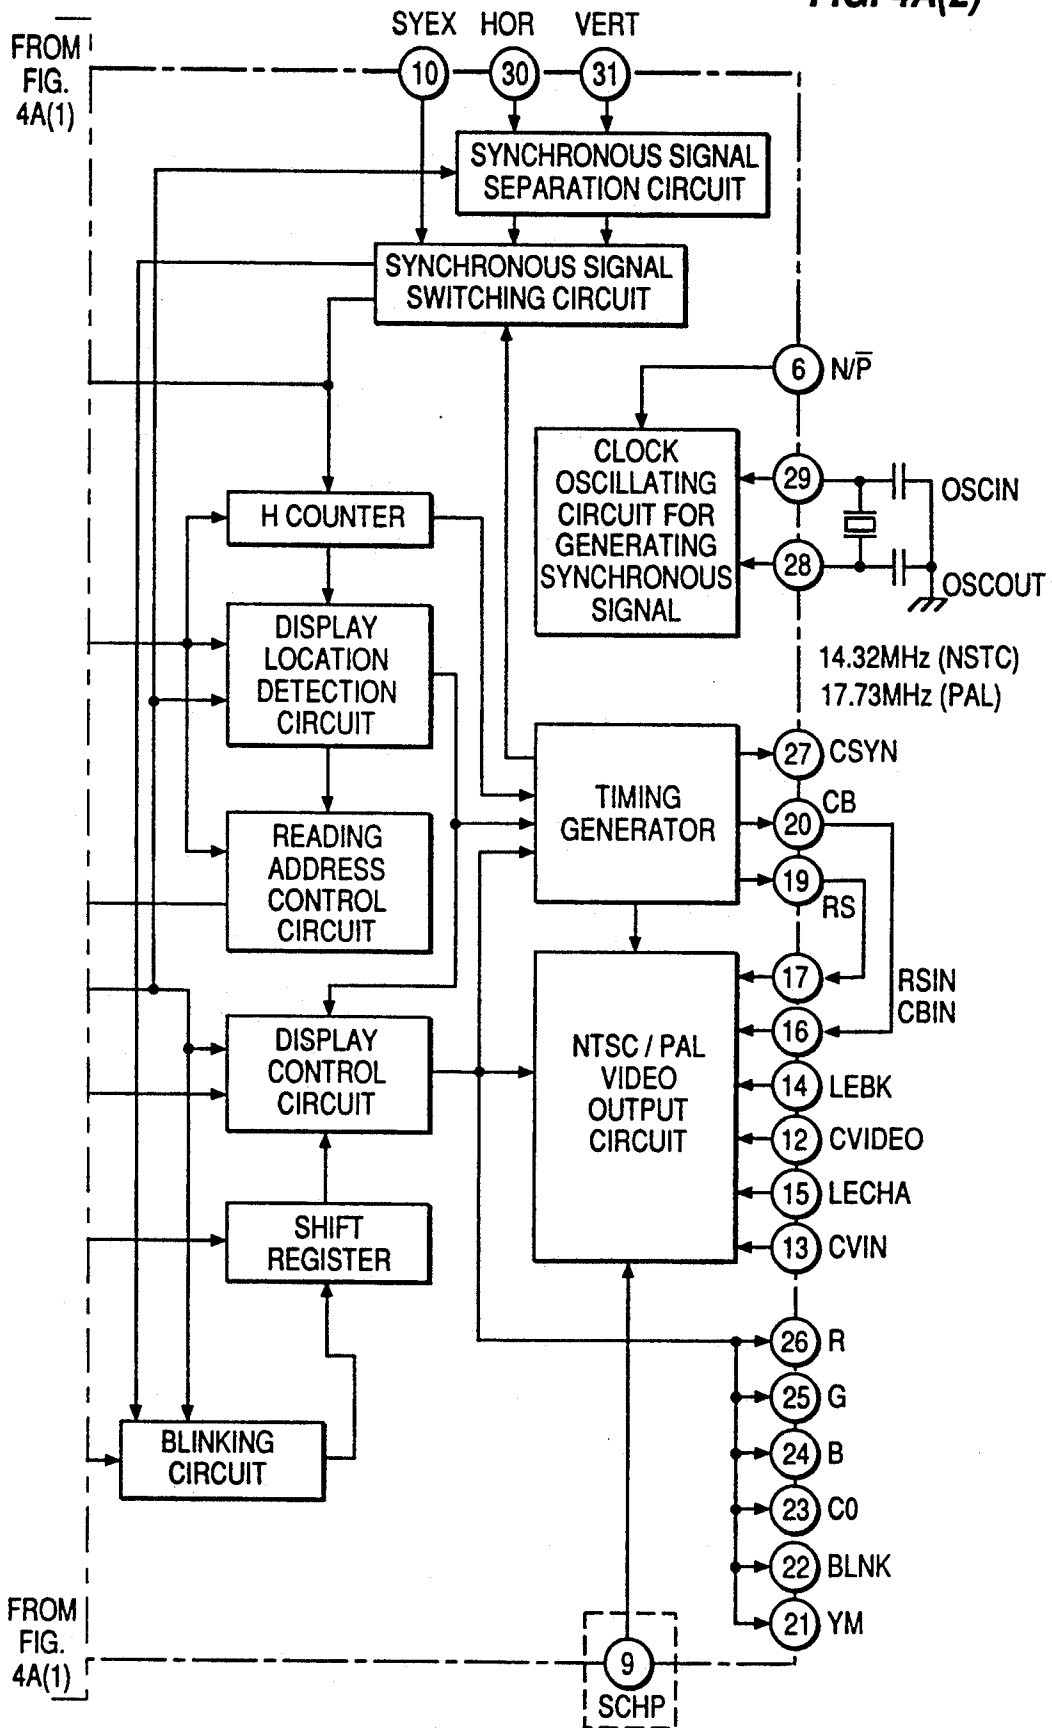 FIG. 4A(2)
FROM
FIG.
4A(1)
SYEX HOR VERT
10 30 31
SYNCHRONOUS SIGNAL
SEPARATION CIRCUIT
SYNCHRONOUS SIGNAL
SWITCHING CIRCUIT
6 N/P̅
CLOCK
OSCILLATING
CIRCUIT FOR
GENERATING
SYNCHRONOUS
SIGNAL
29 OSCIN
28 OSCOUT
14.32MHz (NSTC)
17.73MHz (PAL)
H COUNTER
DISPLAY
LOCATION
DETECTION
CIRCUIT
READING
ADDRESS
CONTROL
CIRCUIT
TIMING
GENERATOR
27 CSYN
20 CB
19 RS
DISPLAY
CONTROL
CIRCUIT
NTSC / PAL
VIDEO
OUTPUT
CIRCUIT
17 RSIN
16 CBIN
14 LEBK
12 CVIDEO
15 LECHA
13 CVIN
SHIFT
REGISTER
BLINKING
CIRCUIT
26 R
25 G
24 B
23 C0
22 BLNK
21 YM
FROM
FIG.
4A(1)
9
SCHP